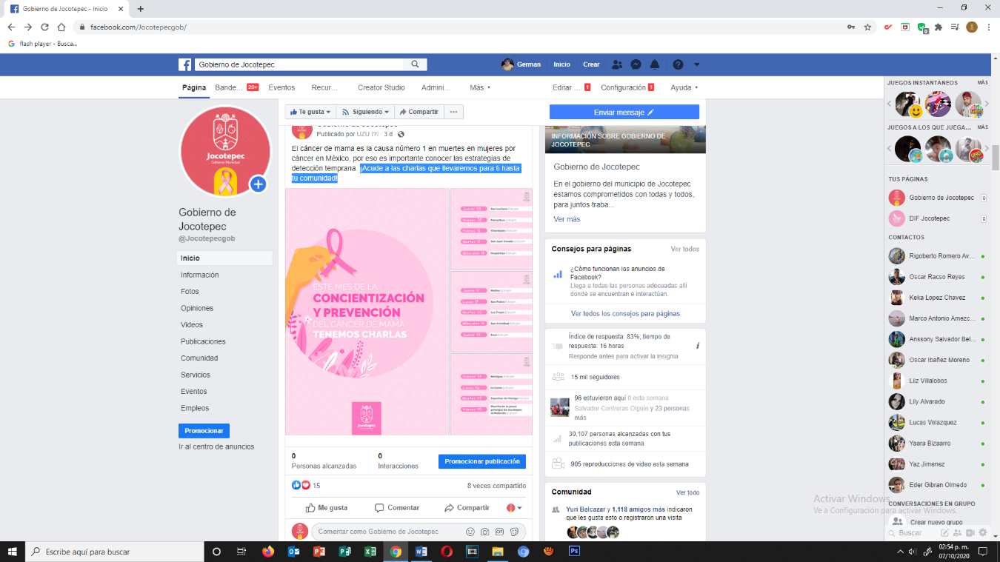 Gobierno de Jocotepec - Inicio
facebook.com/Jocotepecgob/
flash player - Busca...
Gobierno de Jocotepec
German
Inicio
Crear
Página
Bande...
20+
Eventos
Recur...
Creator Studio
Admini...
Más
Editar ...
1
Configuración
1
Ayuda
Te gusta
Siguiendo
Compartir
Enviar mensaje
Jocotepec
Gobierno Municipal
Gobierno de
Jocotepec
@Jocotepecgob
Inicio
Información
Fotos
Opiniones
Videos
Publicaciones
Comunidad
Servicios
Eventos
Empleos
Promocionar
Ir al centro de anuncios
Publicado por UZU [?] · 3 d ·
El cáncer de mama es la causa número 1 en muertes en mujeres por
cáncer en México, por eso es importante conocer las estrategias de
detección temprana. ¡Acude a las charlas que llevaremos para ti hasta
tu comunidad!
ESTE MES DE LA
CONCIENTIZACIÓN
Y PREVENCIÓN
DEL CÁNCER DE MAMA
TENEMOS CHARLAS
Jocotepec
0
Personas alcanzadas
0
Interacciones
Promocionar publicación
15
8 veces compartido
Me gusta
Comentar
Compartir
Comentar como Gobierno de Jocotepec
GIF
INFORMACIÓN SOBRE GOBIERNO DE
JOCOTEPEC
Gobierno de Jocotepec
En el gobierno del municipio de Jocotepec
estamos comprometidos con todas y todos,
para juntos traba...
Ver más
Consejos para páginas
Ver todos
¿Cómo funcionan los anuncios de
Facebook?
Llega a todas las personas adecuadas allí
donde se encuentran e interactúan.
Ver todos los consejos para páginas
Índice de respuesta: 83%; tiempo de
respuesta: 16 horas
Responde antes para activar la insignia
15 mil seguidores
96 estuvieron aquí 0 esta semana
Salvador Contreras Olguin y 23 personas
más
30,107 personas alcanzadas con tus
publicaciones esta semana
905 reproducciones de video esta semana
Comunidad
Ver todo
Yuri Balcazar y 1,118 amigos más indicaron
que les gusta esto o registraron una visita
JUEGOS INSTANTÁNEOS
MÁS
JUEGOS A LOS QUE JUEGA...
MÁS
TUS PÁGINAS
Gobierno de Jocotepec
DIF Jocotepec
CONTACTOS
Rigoberto Romero Av...
Oscar Racso Reyes
Keka Lopez Chavez
Marco Antonio Amezc...
Anssony Salvador Bel...
Oscar Ibañez Moreno
Liiz Villalobos
Lily Alvarado
Lucas Velazquez
Yaara Bizaarro
Yaz Jimenez
Eder Gibran Olmedo
CONVERSACIONES EN GRUPO
Crear nuevo grupo
Buscar
Activar Windows
Ve a Configuración para activar Windows.
Escribe aquí para buscar
Ps
02:54 p. m.
07/10/2020